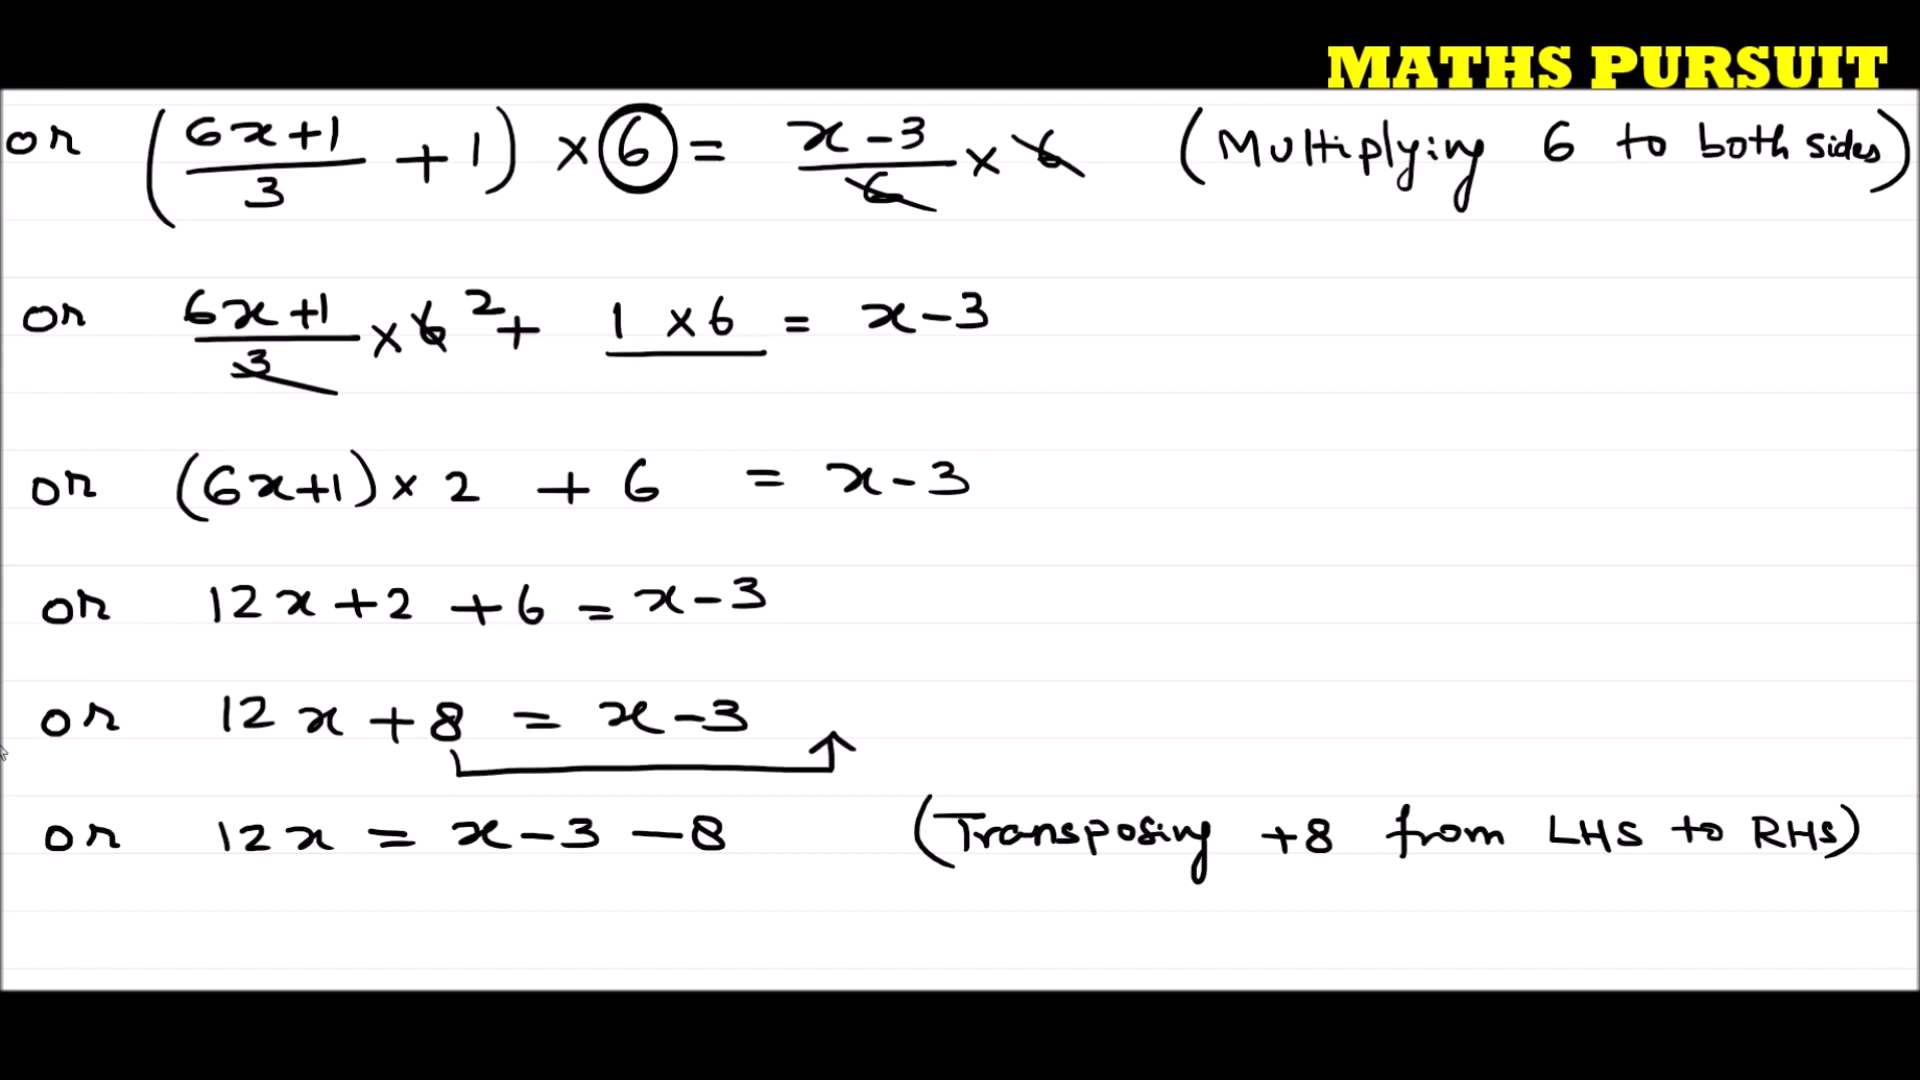 MATHS PURSUIT
or ((6x+1)/3 + 1) × 6 = (x-3)/6 × 6 (Multiplying 6 to both sides)
or (6x+1)/3 × 6 2 + 1 × 6 = x-3
or (6x+1) × 2 + 6 = x-3
or 12x+2 +6 = x-3
or 12x +8 = x-3
or 12x = x-3-8 (Transposing +8 from LHS to RHS)